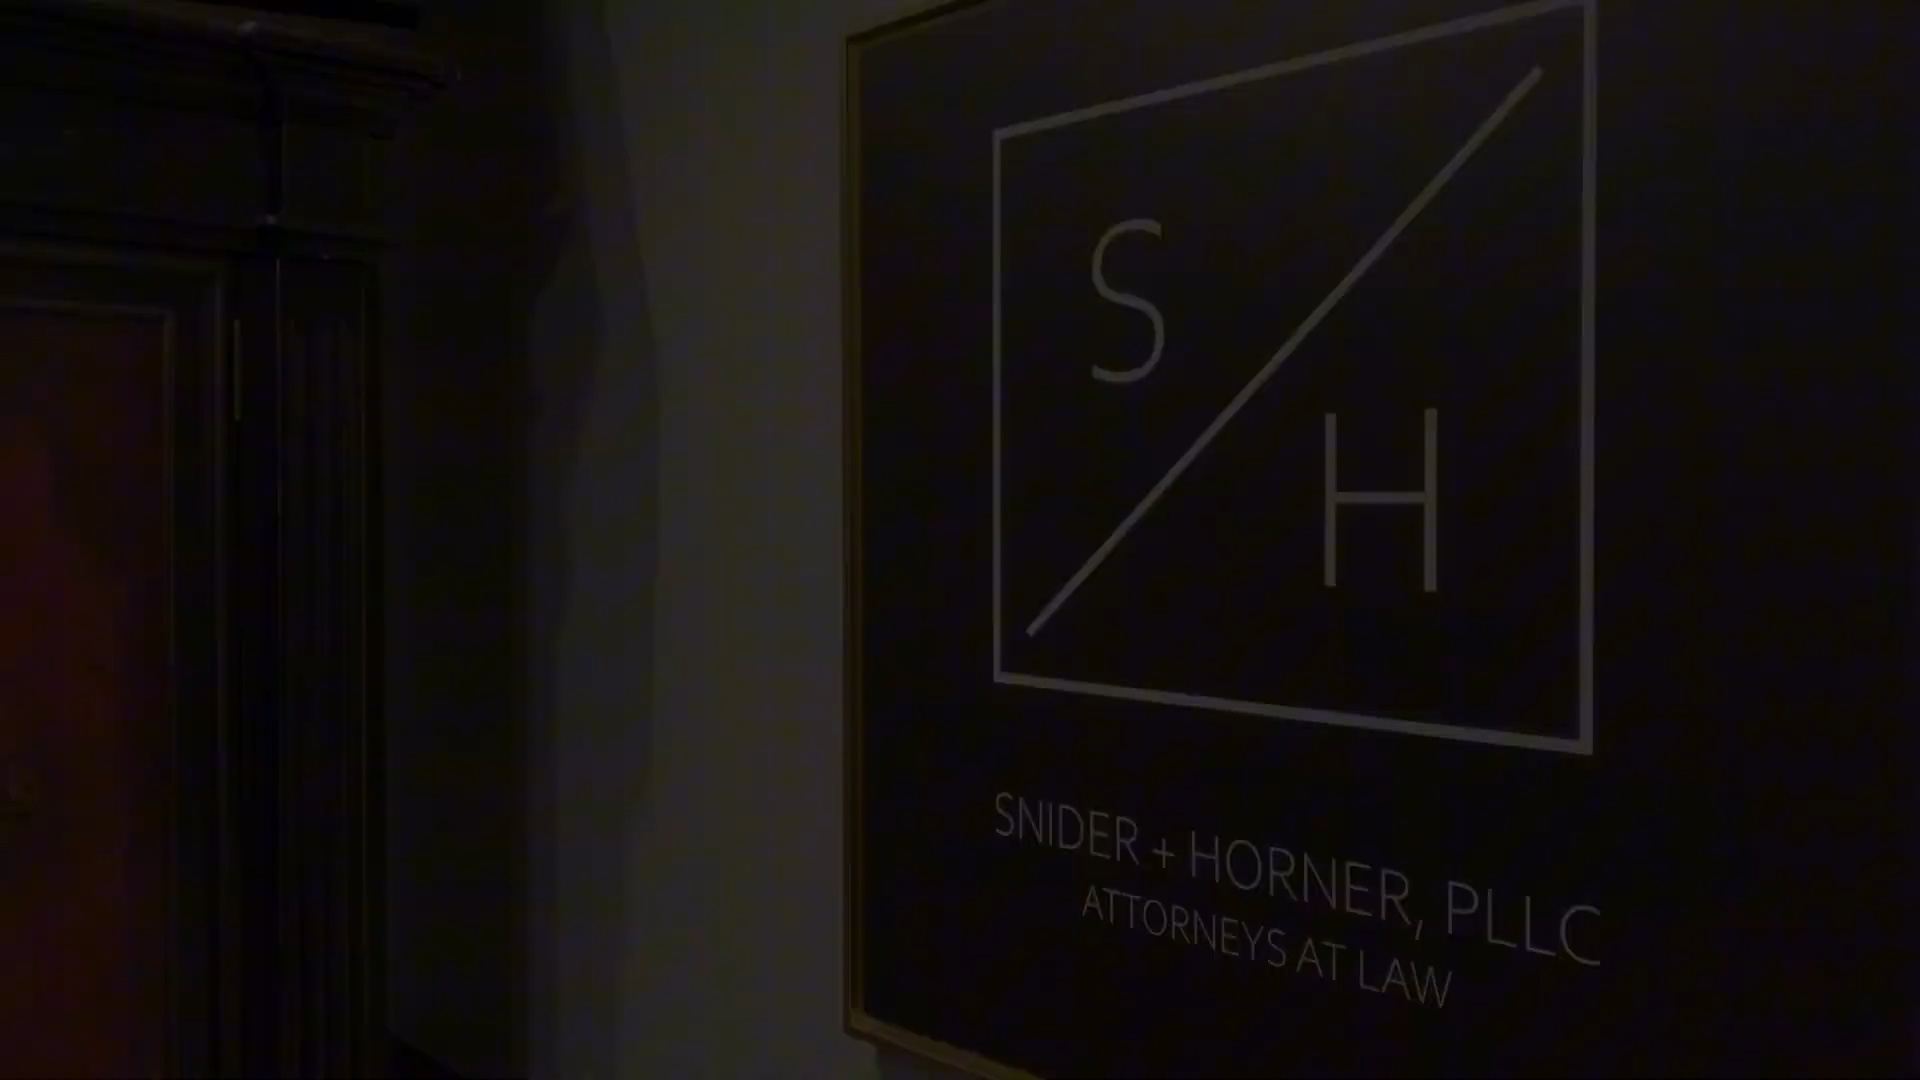 S
H
SNIDER + HORNER, PLLC
ATTORNEYS AT LAW